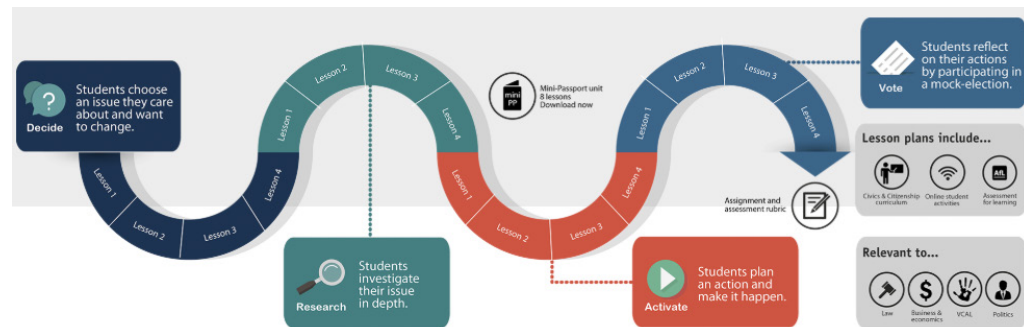 Decide
Students choose
an issue they care
about and want
to change.
Lesson 1
Lesson 2
Lesson 3
Lesson 4
Lesson 1
Lesson 2
Lesson 3
Lesson 4
Research
Students
investigate
their issue
in depth.
mini
PP
Mini-Passport unit
8 lessons
Download now
Lesson 1
Lesson 2
Lesson 3
Lesson 4
Activate
Students plan
an action and
make it happen.
Lesson 1
Lesson 2
Lesson 3
Lesson 4
Vote
Students reflect
on their actions
by participating in
a mock-election.
Assignment and
assessment rubric
Lesson plans include...
Civics & Citizenship
curriculum
Online student
activities
AfL
Assessment
for learning
Relevant to...
Law
$
Business &
economics
VCAL
Politics